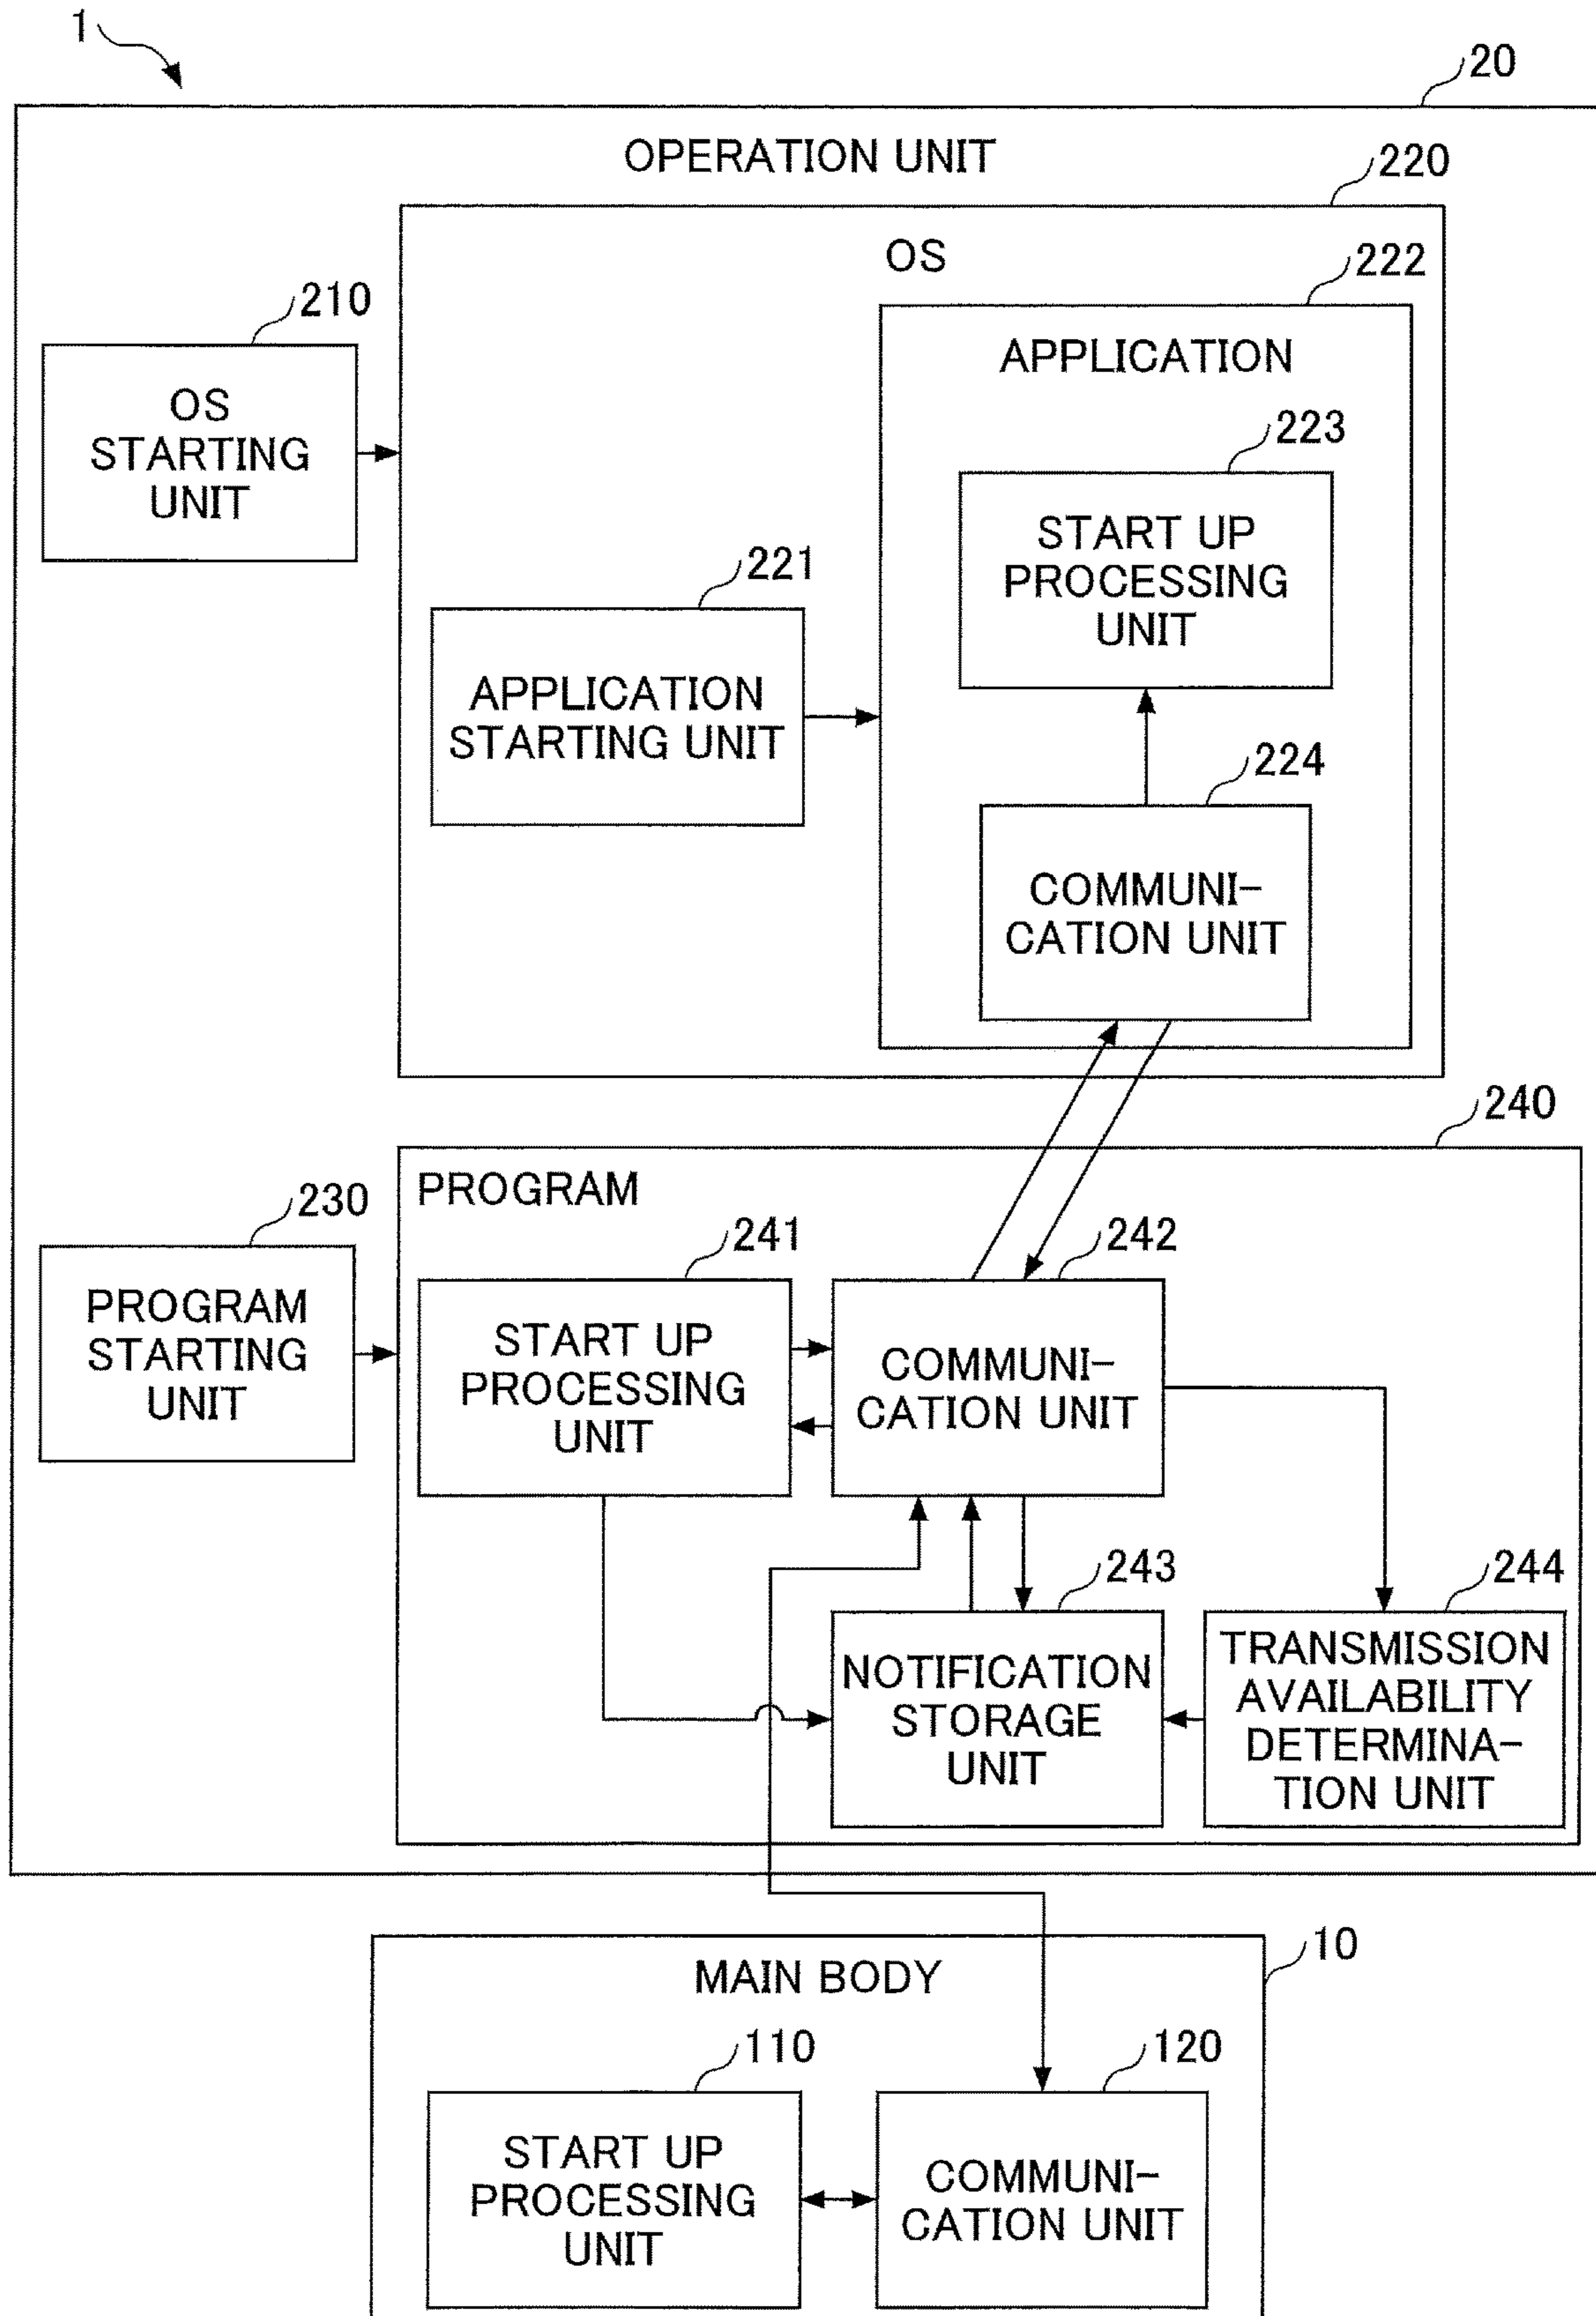 1
20
OPERATION UNIT
220
OS
222
210
APPLICATION
OS
STARTING
UNIT
223
START UP
PROCESSING
UNIT
221
APPLICATION
STARTING UNIT
224
COMMUNI-
CATION UNIT
240
PROGRAM
230
241
242
PROGRAM
STARTING
UNIT
START UP
PROCESSING
UNIT
COMMUNI-
CATION UNIT
243
244
NOTIFICATION
STORAGE
UNIT
TRANSMISSION
AVAILABILITY
DETERMINA-
TION UNIT
10
MAIN BODY
110
120
START UP
PROCESSING
UNIT
COMMUNI-
CATION UNIT